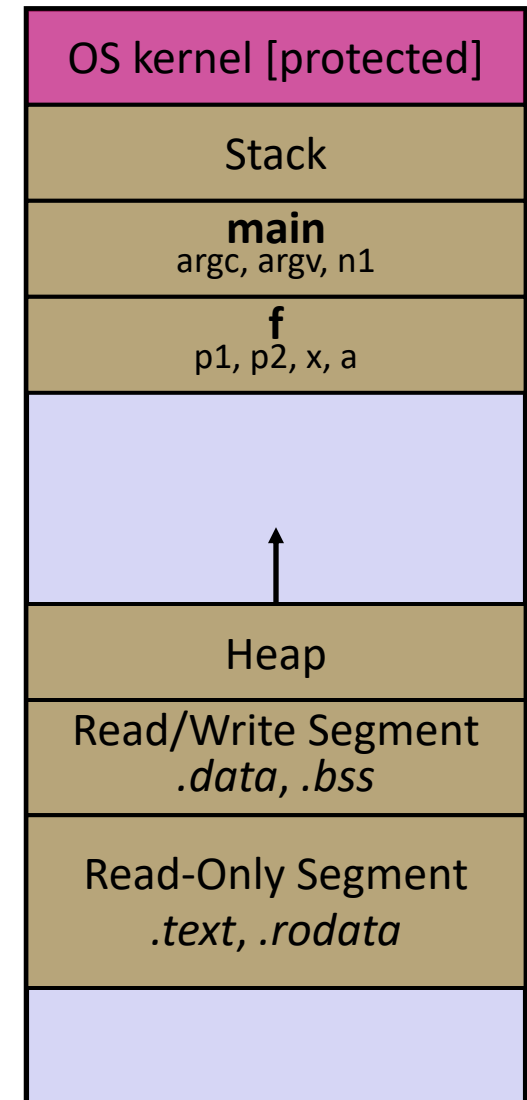 OS kernel [protected]
Stack
main
argc, argv, n1
f
p1, p2, x, a
Heap
Read/Write Segment
.data, .bss
Read-Only Segment
.text, .rodata